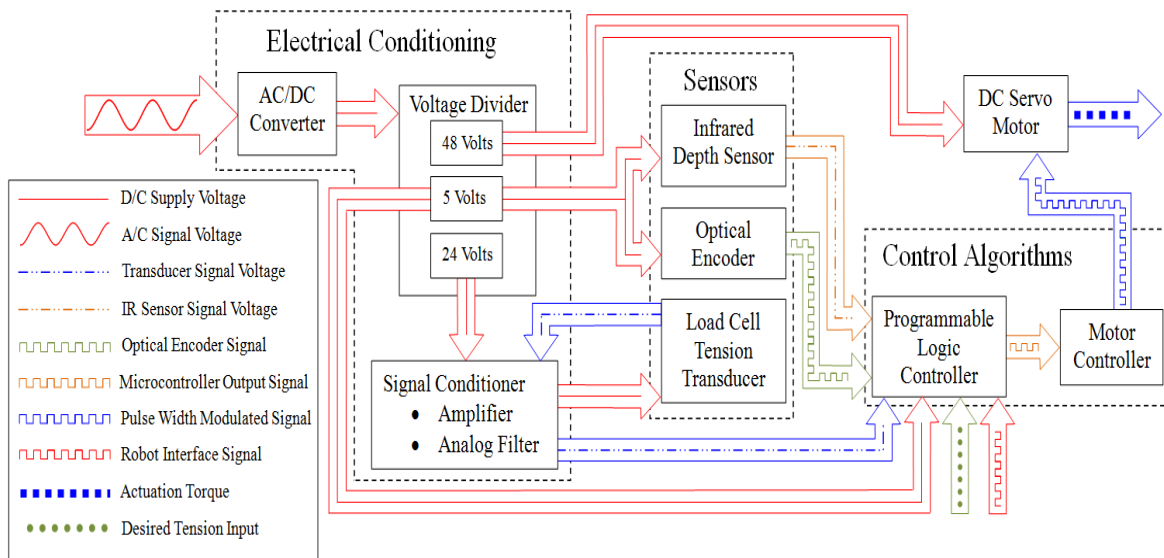 Electrical Conditioning
AC/DC
Converter
Voltage Divider
48 Volts
5 Volts
24 Volts
Signal Conditioner
• Amplifier
• Analog Filter
Sensors
Infrared
Depth Sensor
Optical
Encoder
Load Cell
Tension
Transducer
DC Servo
Motor
Control Algorithms
Programmable
Logic
Controller
Motor
Controller
D/C Supply Voltage
A/C Signal Voltage
Transducer Signal Voltage
IR Sensor Signal Voltage
Optical Encoder Signal
Microcontroller Output Signal
Pulse Width Modulated Signal
Robot Interface Signal
Actuation Torque
Desired Tension Input